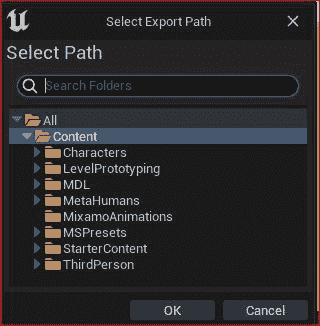 Select Export Path
Select Path
Search Folders
All
Content
Characters
LevelPrototyping
MDL
MetaHumans
MixamoAnimations
MSPresets
StarterContent
ThirdPerson
OK Cancel